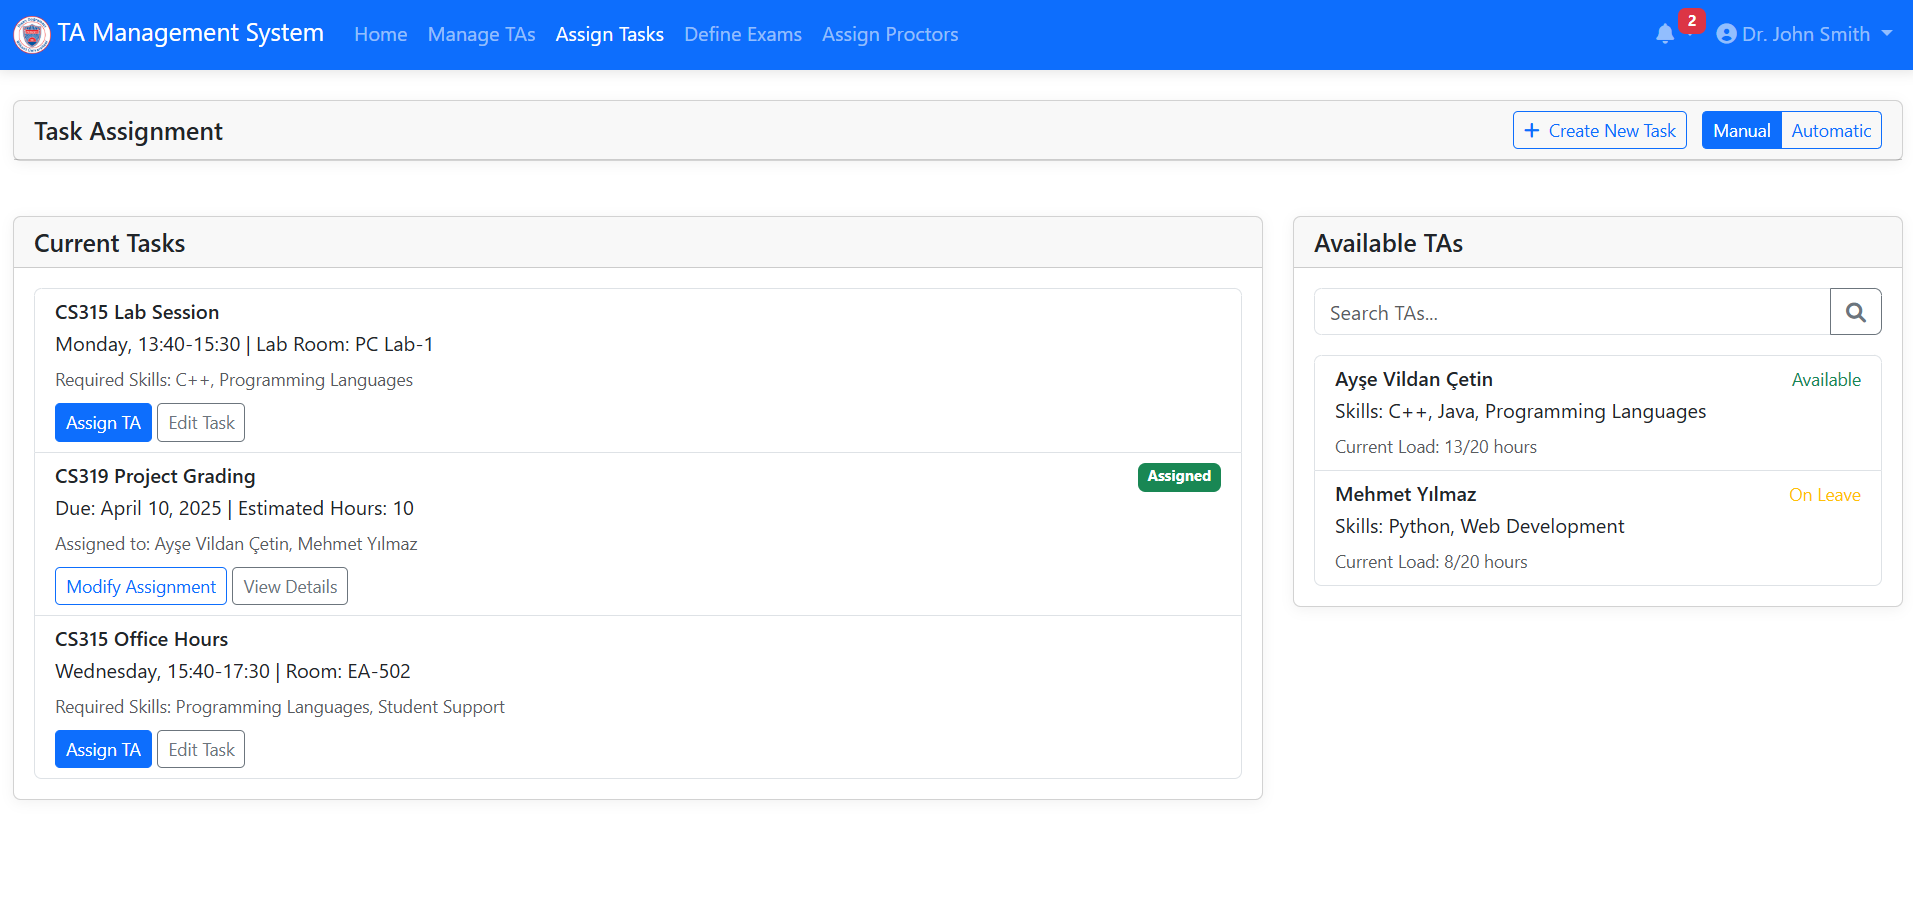 TA Management System Home Manage TAs Assign Tasks Define Exams Assign Proctors 2 Dr. John Smith
Task Assignment
+ Create New Task Manual Automatic
Current Tasks
CS315 Lab Session
Monday, 13:40-15:30 | Lab Room: PC Lab-1
Required Skills: C++, Programming Languages
Assign TA Edit Task
CS319 Project Grading Assigned
Due: April 10, 2025 | Estimated Hours: 10
Assigned to: Ayşe Vildan Çetin, Mehmet Yılmaz
Modify Assignment View Details
CS315 Office Hours
Wednesday, 15:40-17:30 | Room: EA-502
Required Skills: Programming Languages, Student Support
Assign TA Edit Task
Available TAs
Search TAs...
Ayşe Vildan Çetin Available
Skills: C++, Java, Programming Languages
Current Load: 13/20 hours
Mehmet Yılmaz On Leave
Skills: Python, Web Development
Current Load: 8/20 hours